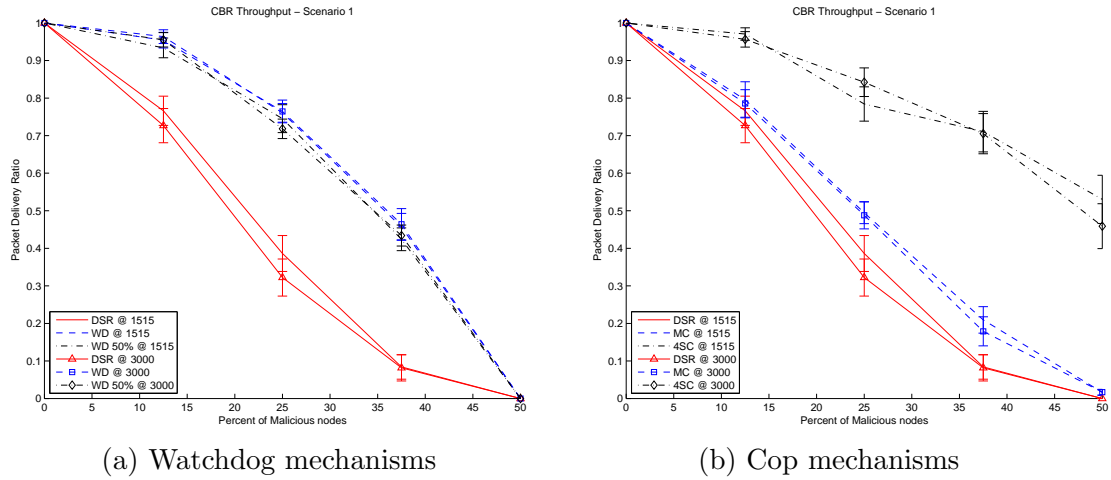 CBR Throughput – Scenario 1
1
0.9
0.8
0.7
0.6
0.5
0.4
0.3
0.2
0.1
0
Packet Delivery Ratio
DSR @ 1515
WD @ 1515
WD 50% @ 1515
DSR @ 3000
WD @ 3000
WD 50% @ 3000
0 5 10 15 20 25 30 35 40 45 50
Percent of Malicious nodes
(a) Watchdog mechanisms
CBR Throughput – Scenario 1
1
0.9
0.8
0.7
0.6
0.5
0.4
0.3
0.2
0.1
0
Packet Delivery Ratio
DSR @ 1515
MC @ 1515
4SC @ 1515
DSR @ 3000
MC @ 3000
4SC @ 3000
0 5 10 15 20 25 30 35 40 45 50
Percent of Malicious nodes
(b) Cop mechanisms